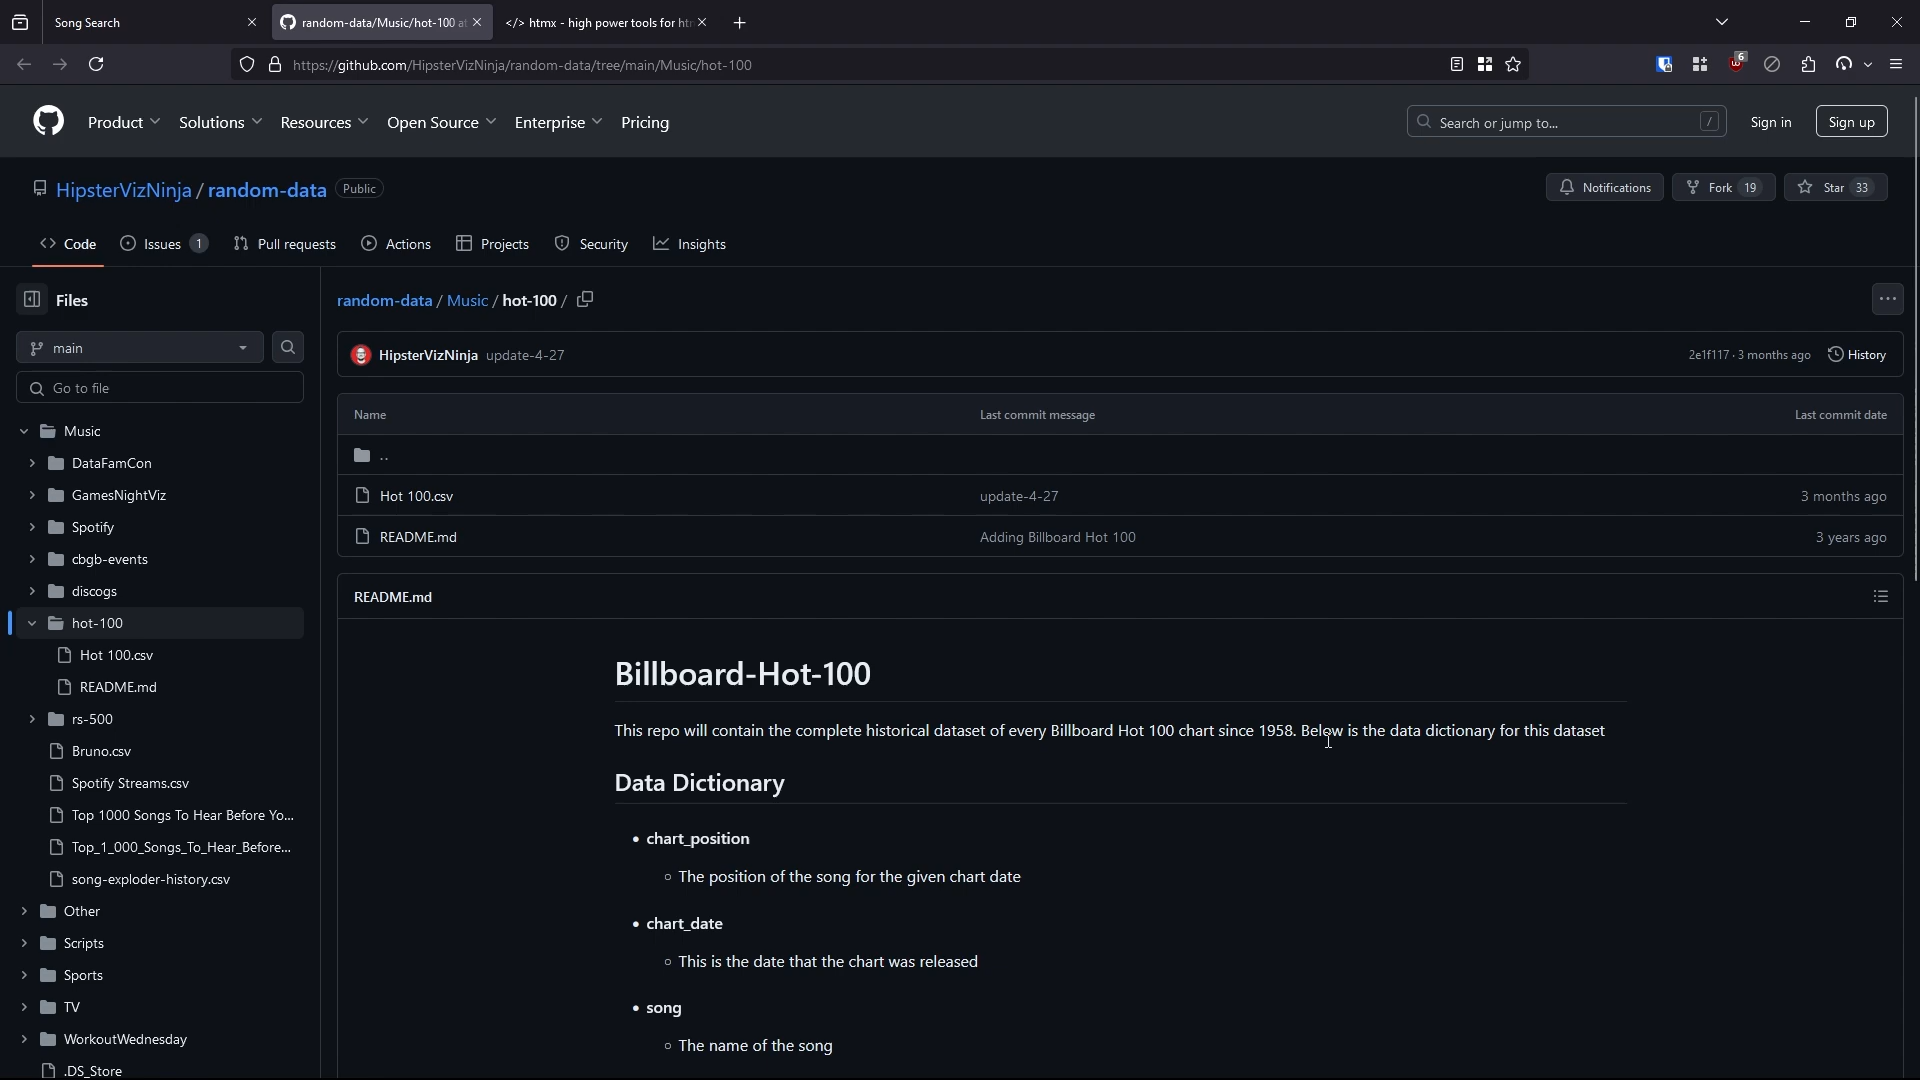 Song Search
random-data/Music/hot-100 at
</> htmx - high power tools for htm
https://github.com/HipsterVizNinja/random-data/tree/main/Music/hot-100
6
Product
Solutions
Resources
Open Source
Enterprise
Pricing
Search or jump to...
/
Sign in
Sign up
HipsterVizNinja / random-data
Public
Notifications
Fork 19
Star 33
Code
Issues 1
Pull requests
Actions
Projects
Security
Insights
Files
main
Go to file
Music
DataFamCon
GamesNightViz
Spotify
cbgb-events
discogs
hot-100
Hot 100.csv
README.md
rs-500
Bruno.csv
Spotify Streams.csv
Top 1000 Songs To Hear Before Yo...
Top_1_000_Songs_To_Hear_Before...
song-exploder-history.csv
Other
Scripts
Sports
TV
WorkoutWednesday
.DS_Store
random-data / Music / hot-100 /
HipsterVizNinja update-4-27
2e1f117 · 3 months ago
History
Name
Last commit message
Last commit date
..
Hot 100.csv
update-4-27
3 months ago
README.md
Adding Billboard Hot 100
3 years ago
README.md
Billboard-Hot-100
This repo will contain the complete historical dataset of every Billboard Hot 100 chart since 1958. Below is the data dictionary for this dataset
Data Dictionary
• chart_position
○ The position of the song for the given chart date
• chart_date
○ This is the date that the chart was released
• song
○ The name of the song